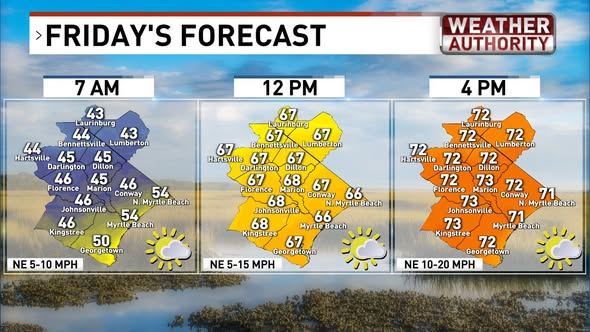 FRIDAY'S FORECAST
WEATHER
AUTHORITY
7 AM
43
Laurinburg
44
Bennettsville
43
Lumberton
44
Hartsville
45
Darlington
45
Dillon
46
Florence
45
Marion
46
Conway
54
N. Myrtle Beach
46
Johnsonville
54
Myrtle Beach
46
Kingstree
50
Georgetown
NE 5-10 MPH
12 PM
67
Laurinburg
67
Bennettsville
67
Lumberton
67
Hartsville
67
Darlington
67
Dillon
67
Florence
68
Marion
67
Conway
66
N. Myrtle Beach
68
Johnsonville
66
Myrtle Beach
68
Kingstree
67
Georgetown
NE 5-15 MPH
4 PM
72
Laurinburg
72
Bennettsville
72
Lumberton
72
Hartsville
72
Darlington
72
Dillon
72
Florence
73
Marion
72
Conway
71
N. Myrtle Beach
73
Johnsonville
71
Myrtle Beach
73
Kingstree
72
Georgetown
NE 10-20 MPH